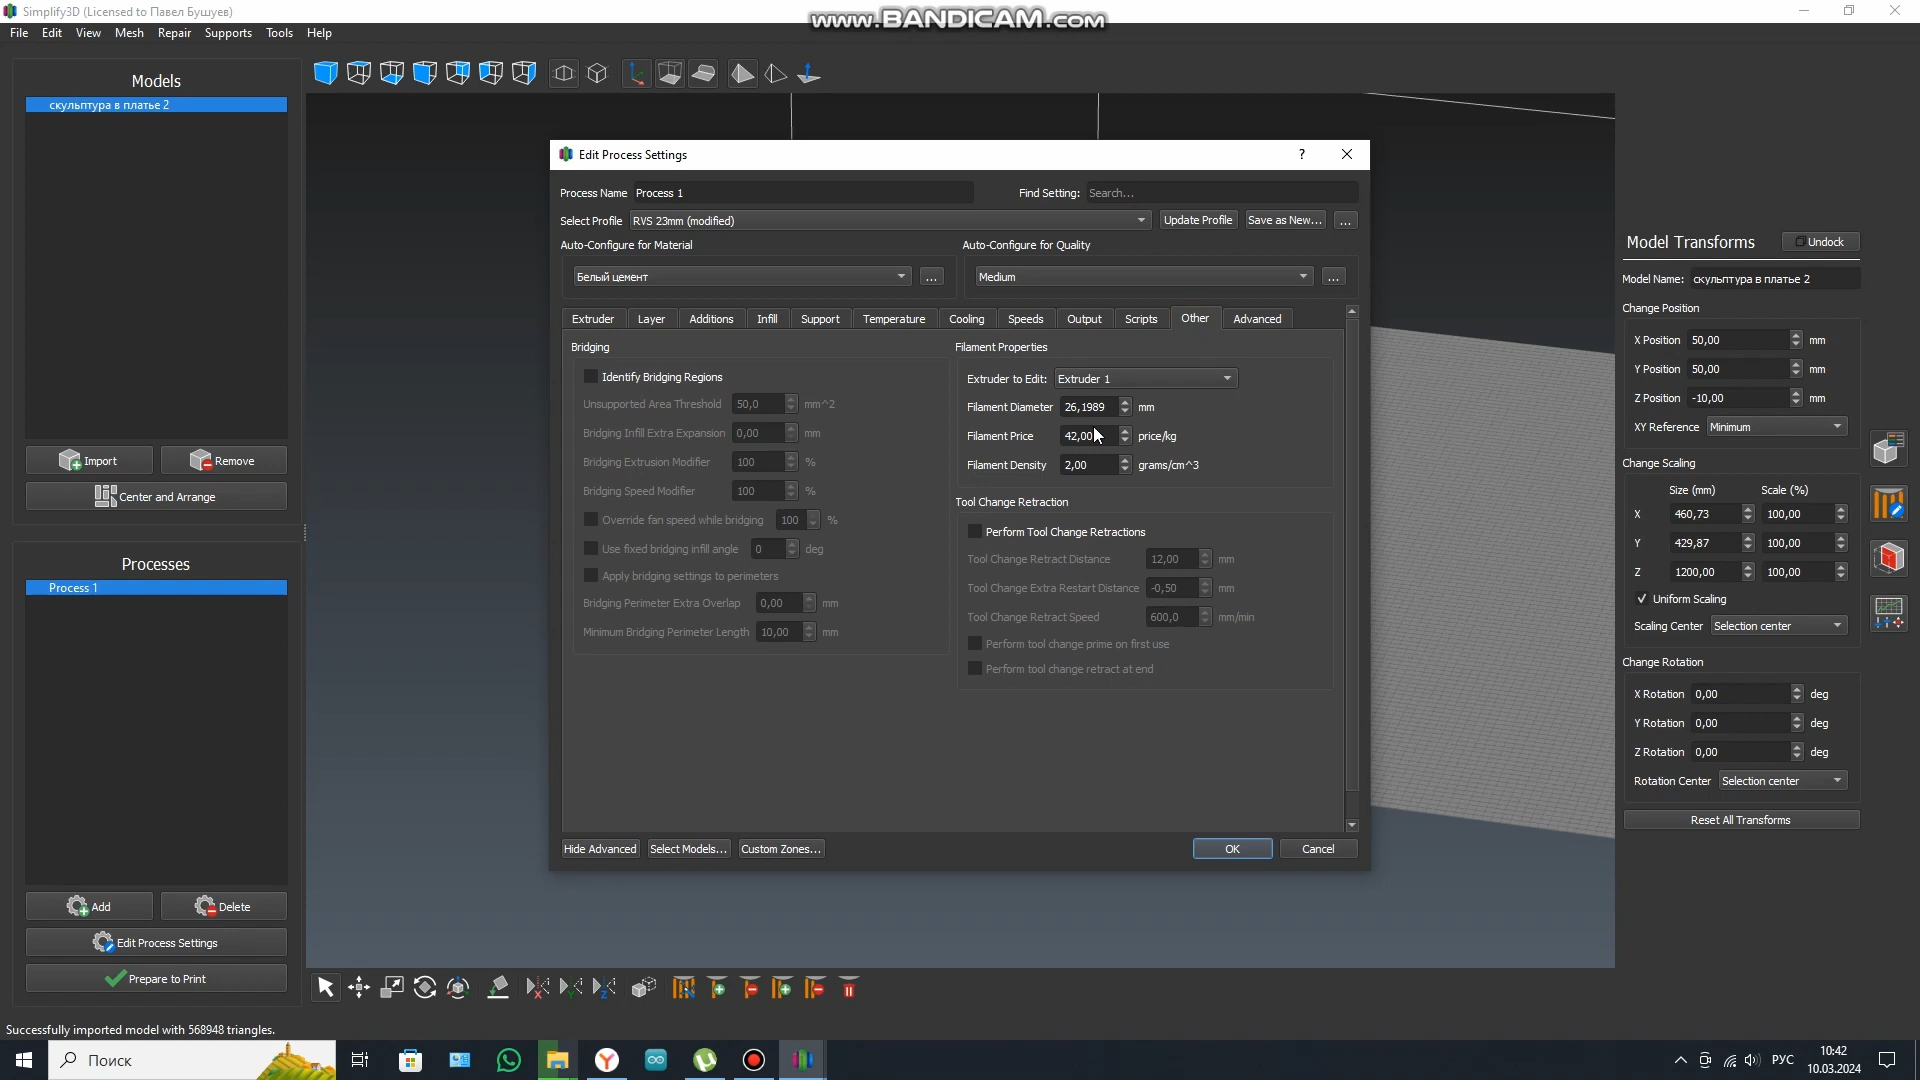 Simplify3D (Licensed to Павел Бушуев)
www.BANDICAM.com
File Edit View Mesh Repair Supports Tools Help
Models
скульптура в платье 2
Import
Remove
Center and Arrange
Processes
Process 1
Add
Delete
Edit Process Settings
Prepare to Print
Successfully imported model with 568948 triangles.
Edit Process Settings
?
Process Name Process 1
Find Setting: Search...
Select Profile RVS 23mm (modified)
Update Profile
Save as New...
...
Auto-Configure for Material
Белый цемент
...
Auto-Configure for Quality
Medium
...
Extruder Layer Additions Infill Support Temperature Cooling Speeds Output Scripts Other Advanced
Bridging
Identify Bridging Regions
Unsupported Area Threshold 50,0 mm^2
Bridging Infill Extra Expansion 0,00 mm
Bridging Extrusion Modifier 100 %
Bridging Speed Modifier 100 %
Override fan speed while bridging 100 %
Use fixed bridging infill angle 0 deg
Apply bridging settings to perimeters
Bridging Perimeter Extra Overlap 0,00 mm
Minimum Bridging Perimeter Length 10,00 mm
Filament Properties
Extruder to Edit: Extruder 1
Filament Diameter 26,1989 mm
Filament Price 42,00 price/kg
Filament Density 2,00 grams/cm^3
Tool Change Retraction
Perform Tool Change Retractions
Tool Change Retract Distance 12,00 mm
Tool Change Extra Restart Distance -0,50 mm
Tool Change Retract Speed 600,0 mm/min
Perform tool change prime on first use
Perform tool change retract at end
Hide Advanced
Select Models...
Custom Zones...
OK
Cancel
Model Transforms
Undock
Model Name: скульптура в платье 2
Change Position
X Position 50,00 mm
Y Position 50,00 mm
Z Position -10,00 mm
XY Reference Minimum
Change Scaling
Size (mm) Scale (%)
X 460,73 100,00
Y 429,87 100,00
Z 1200,00 100,00
Uniform Scaling
Scaling Center Selection center
Change Rotation
X Rotation 0,00 deg
Y Rotation 0,00 deg
Z Rotation 0,00 deg
Rotation Center Selection center
Reset All Transforms
Поиск
РУС
10:42
10.03.2024